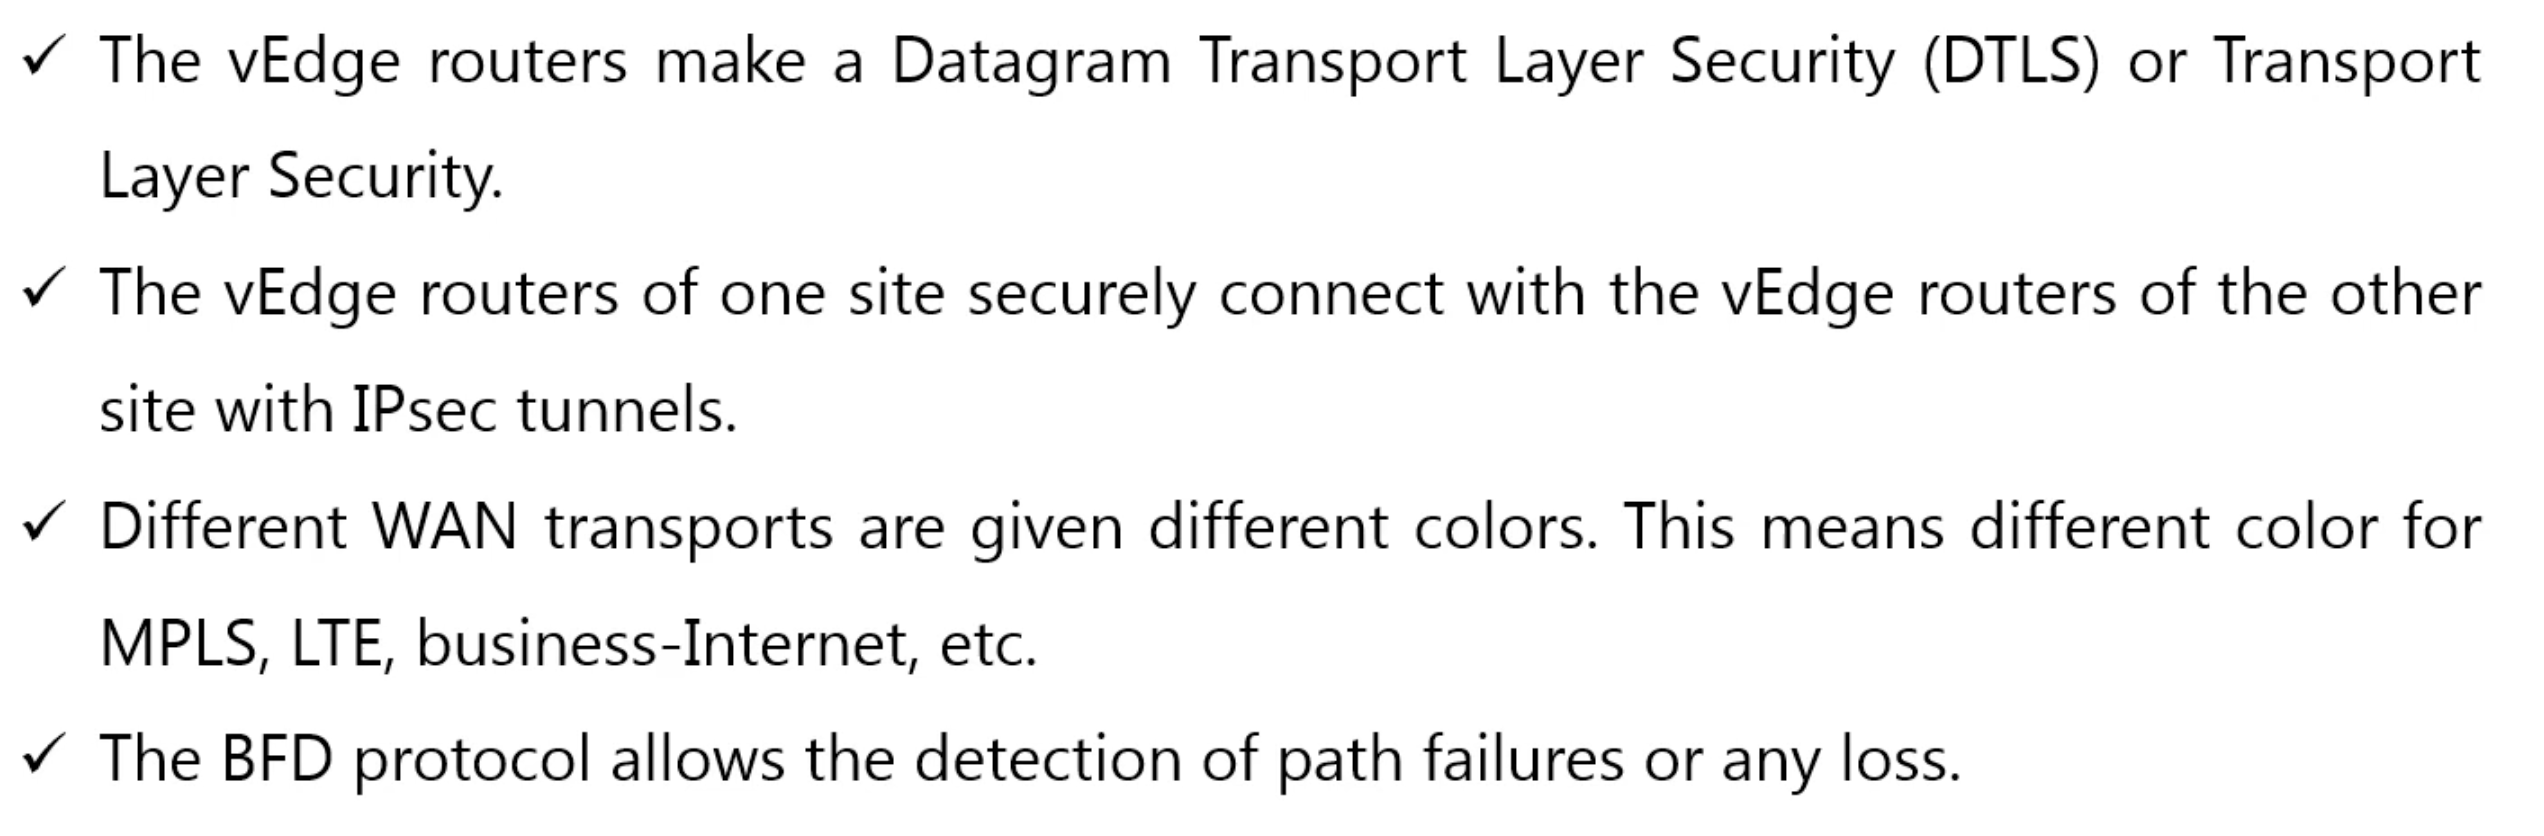 ✓ The vEdge routers make a Datagram Transport Layer Security (DTLS) or Transport
Layer Security.
✓ The vEdge routers of one site securely connect with the vEdge routers of the other
site with IPsec tunnels.
✓ Different WAN transports are given different colors. This means different color for
MPLS, LTE, business-Internet, etc.
✓ The BFD protocol allows the detection of path failures or any loss.